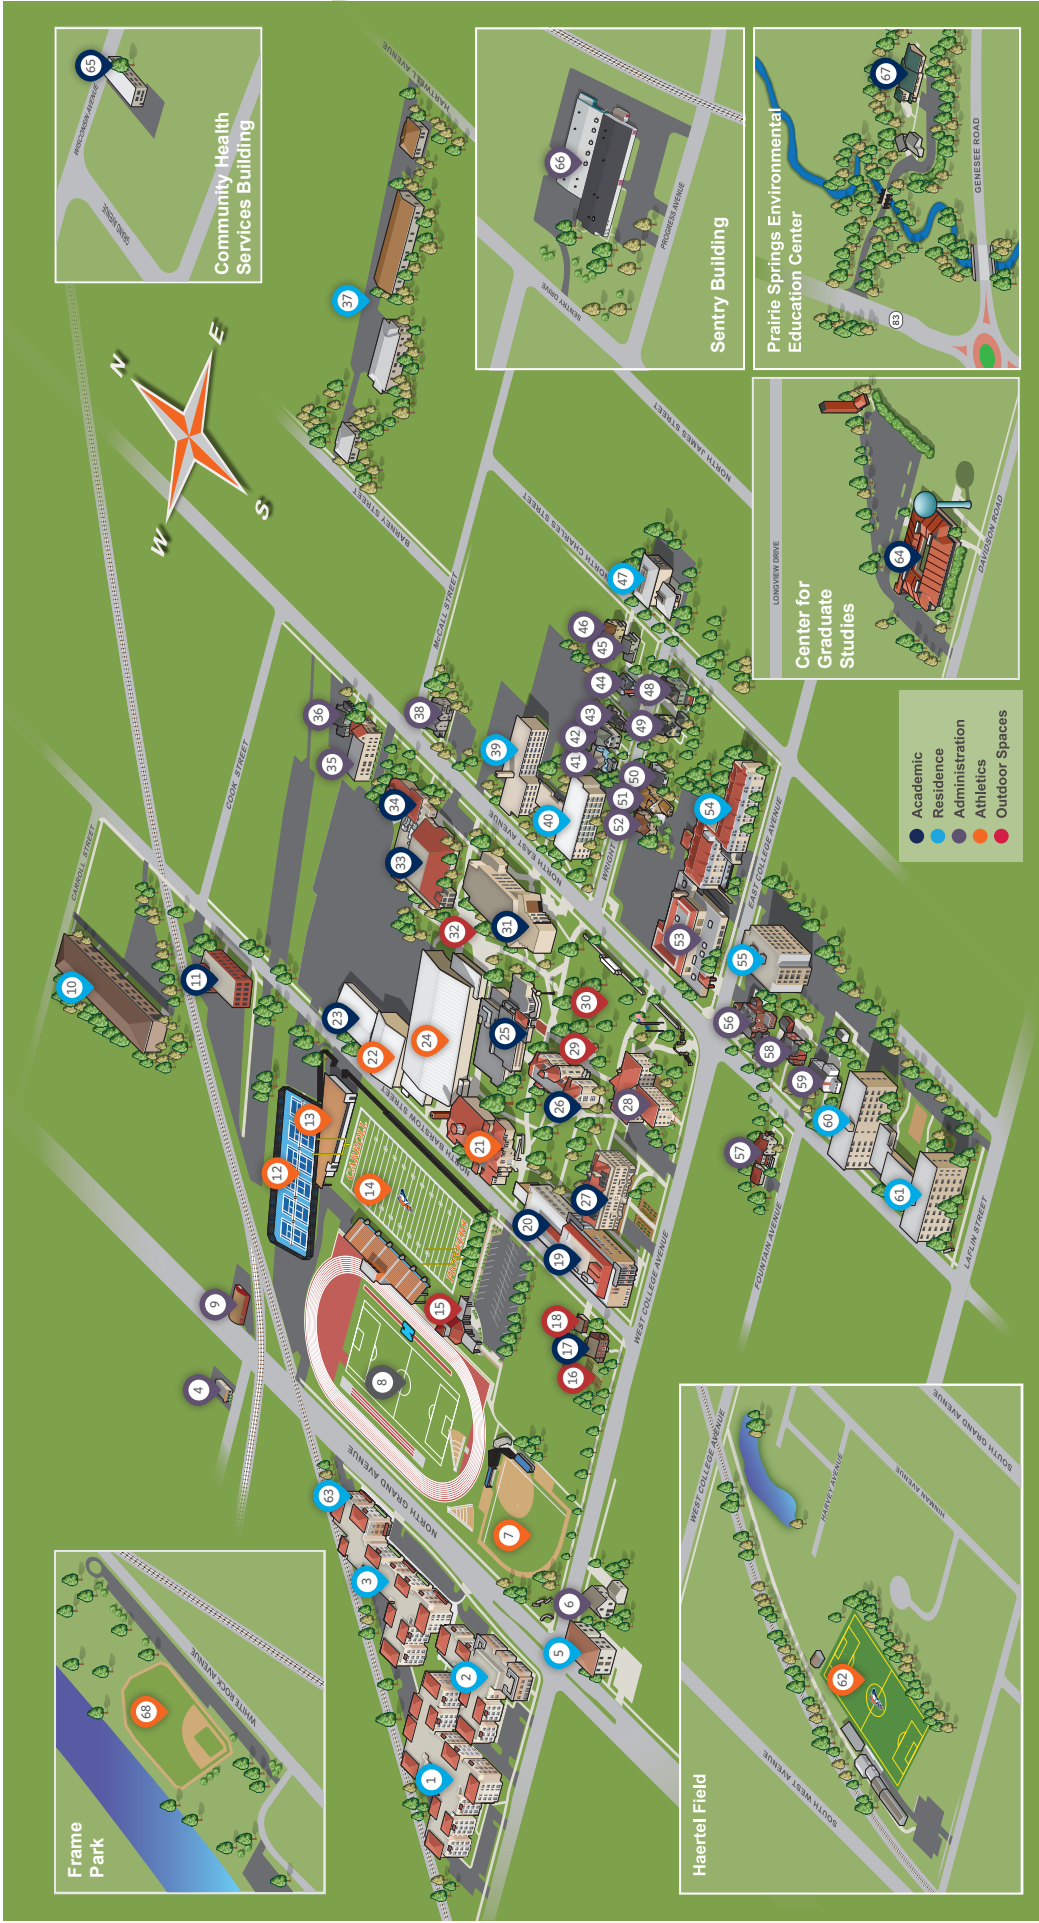 Frame
Park
WHITE ROCK AVENUE
68
Community Health
Services Building
WISCONSIN AVENUE
GRAND AVENUE
65
N
E
S
W
Sentry Building
SENTRY DRIVE
PROGRESS AVENUE
66
Prairie Springs Environmental
Education Center
GENESEE ROAD
83
67
Center for
Graduate
Studies
LONGVIEW DRIVE
DAVIDSON ROAD
64
Haertel Field
WEST COLLEGE AVENUE
HARVEY AVENUE
HINMAN AVENUE
SOUTH GRAND AVENUE
SOUTH WEST AVENUE
62
Academic
Residence
Administration
Athletics
Outdoor Spaces
HARTWELL AVENUE
CARROLL STREET
COOK STREET
BARNEY STREET
McCALL STREET
NORTH CHARLES STREET
NORTH JAMES STREET
NORTH EAST AVENUE
WRIGHT
NORTH BARSTOW STREET
NORTH GRAND AVENUE
WEST COLLEGE AVENUE
EAST COLLEGE AVENUE
FOUNTAIN AVENUE
LAFLIN STREET
CARROLL
1
2
3
4
5
6
7
8
9
10
11
12
13
14
15
16
17
18
19
20
21
22
23
24
25
26
27
28
29
30
31
32
33
34
35
36
37
38
39
40
41
42
43
44
45
46
47
48
49
50
51
52
53
54
55
56
57
58
59
60
61
63